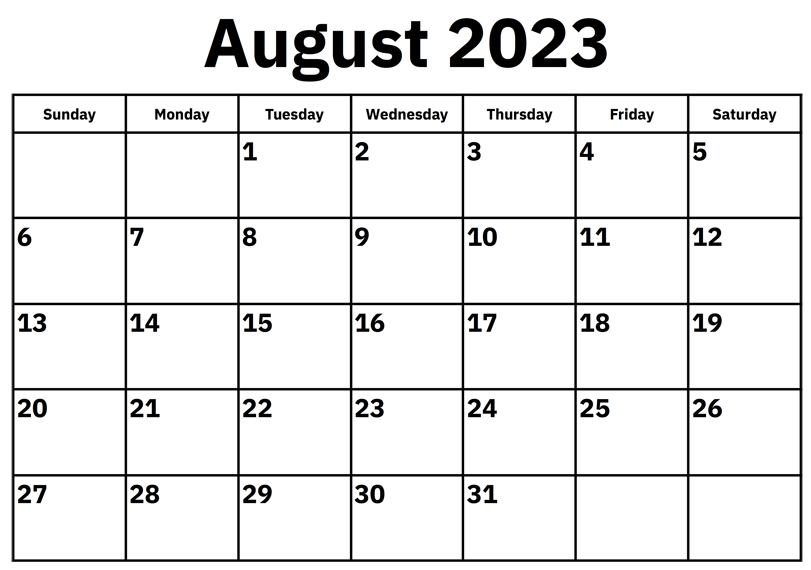 August 2023
Sunday Monday Tuesday Wednesday Thursday Friday Saturday
1 2 3 4 5
6 7 8 9 10 11 12
13 14 15 16 17 18 19
20 21 22 23 24 25 26
27 28 29 30 31